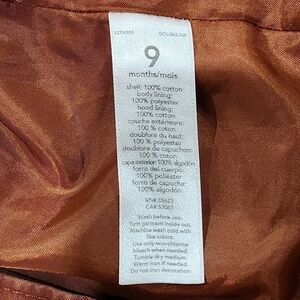 9
months/mois
shell: 100% cotton
body lining:
100% polyester
hood lining:
100% cotton
couche extérieure:
100% coton
doublure du haut:
100% polyester
doublure de capuchon:
100% coton
capa exterior: 100% algodón
forro del cuerpo:
100% poliéster
forro de capucha:
100% algodón
RN# 35623
CA# 53061
Wash before use.
Turn garment inside out.
Machine wash cold with
like colors.
Use only non-chlorine
bleach when needed.
Tumble dry medium.
Warm iron if needed.
Do not iron decoration.